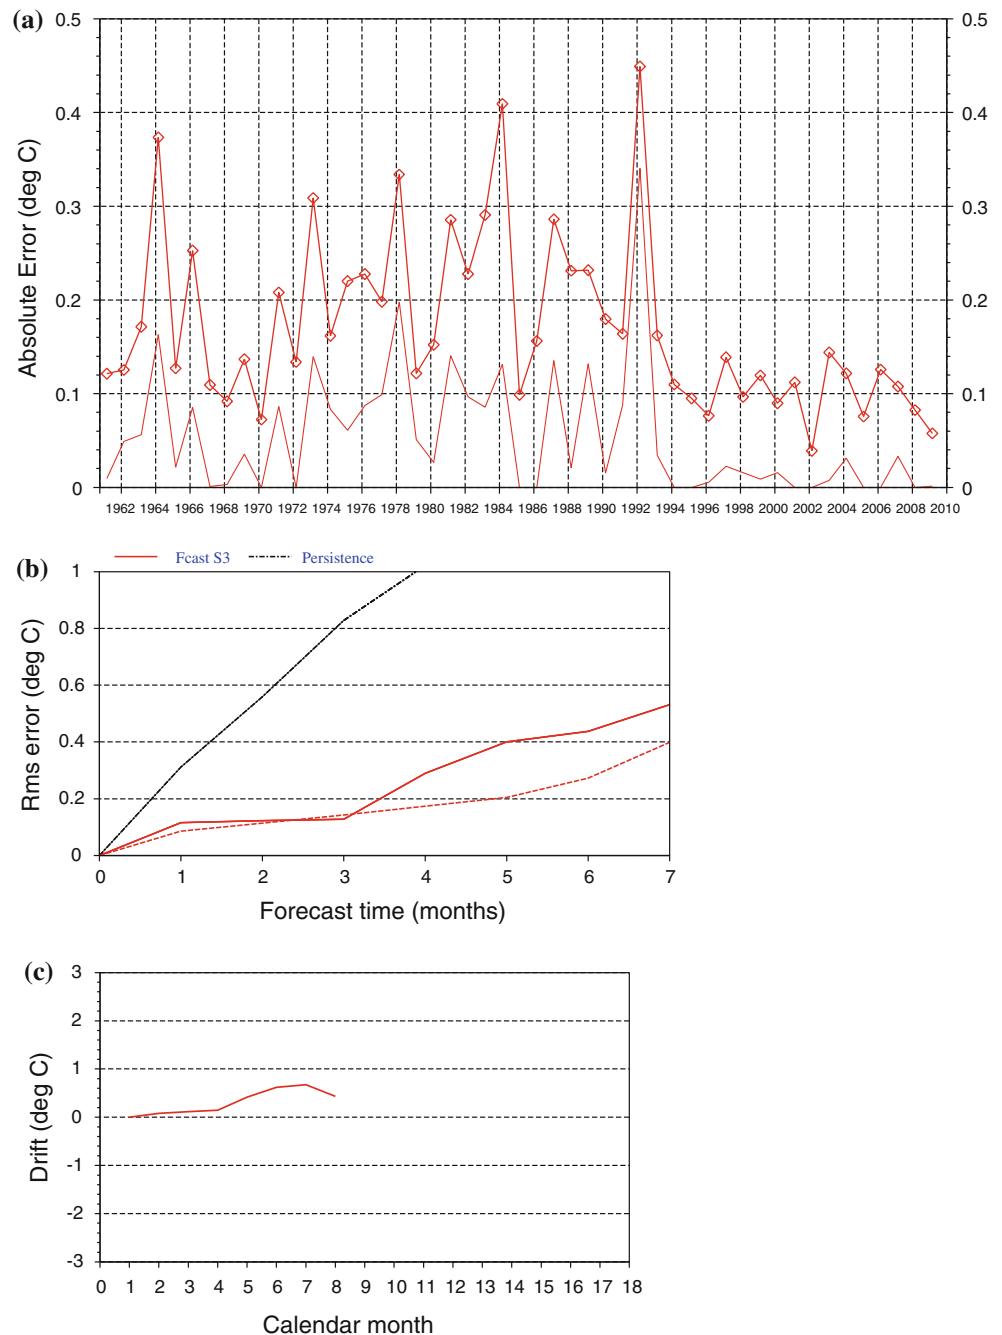 (a)
0.5 0.5
0.4 0.4
0.3 0.3
0.2 0.2
0.1 0.1
0 0
Absolute Error (deg C)
1962 1964 1966 1968 1970 1972 1974 1976 1978 1980 1982 1984 1986 1988 1990 1992 1994 1996 1998 2000 2002 2004 2006 2008 2010
Fcast S3 Persistence
(b)
1
0.8
0.6
0.4
0.2
0
Rms error (deg C)
0 1 2 3 4 5 6 7
Forecast time (months)
(c)
3
2
1
0
-1
-2
-3
Drift (deg C)
0 1 2 3 4 5 6 7 8 9 10 11 12 13 14 15 16 17 18
Calendar month